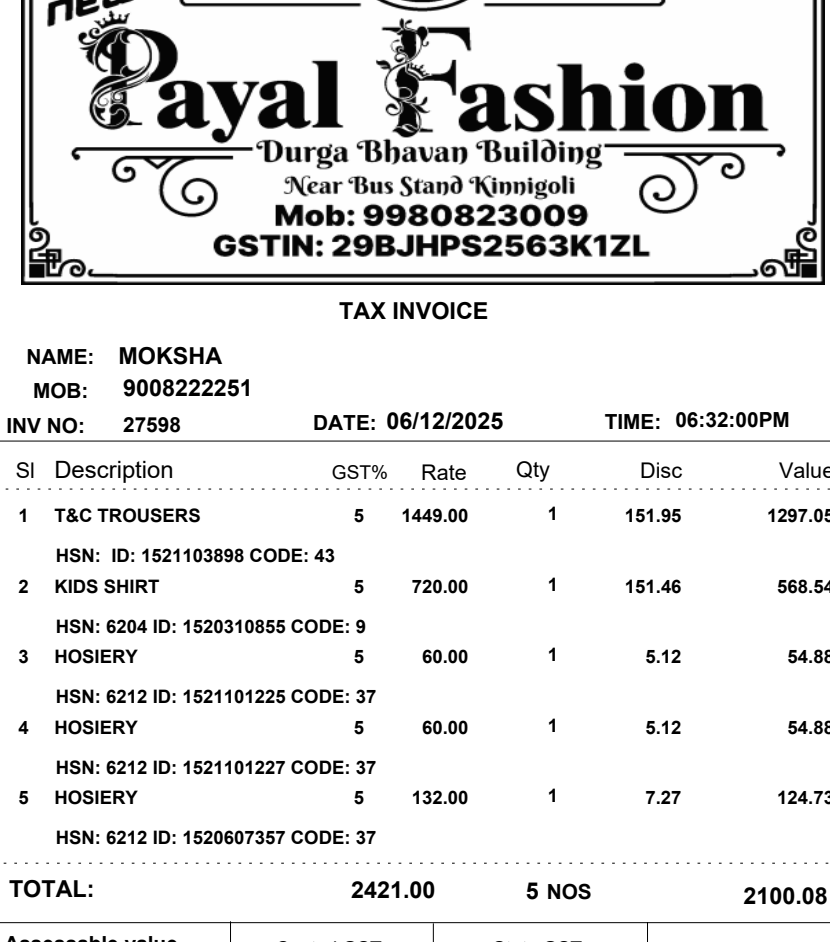 new
Payal Fashion
Durga Bhavan Building
Near Bus Stand Kinnigoli
Mob: 9980823009
GSTIN: 29BJHPS2563K1ZL
TAX INVOICE
NAME: MOKSHA
MOB: 9008222251
INV NO: 27598 DATE: 06/12/2025 TIME: 06:32:00PM
Sl Description GST% Rate Qty Disc Value
1 T&C TROUSERS 5 1449.00 1 151.95 1297.05
HSN: ID: 1521103898 CODE: 43
2 KIDS SHIRT 5 720.00 1 151.46 568.54
HSN: 6204 ID: 1520310855 CODE: 9
3 HOSIERY 5 60.00 1 5.12 54.88
HSN: 6212 ID: 1521101225 CODE: 37
4 HOSIERY 5 60.00 1 5.12 54.88
HSN: 6212 ID: 1521101227 CODE: 37
5 HOSIERY 5 132.00 1 7.27 124.73
HSN: 6212 ID: 1520607357 CODE: 37
TOTAL: 2421.00 5 NOS 2100.08